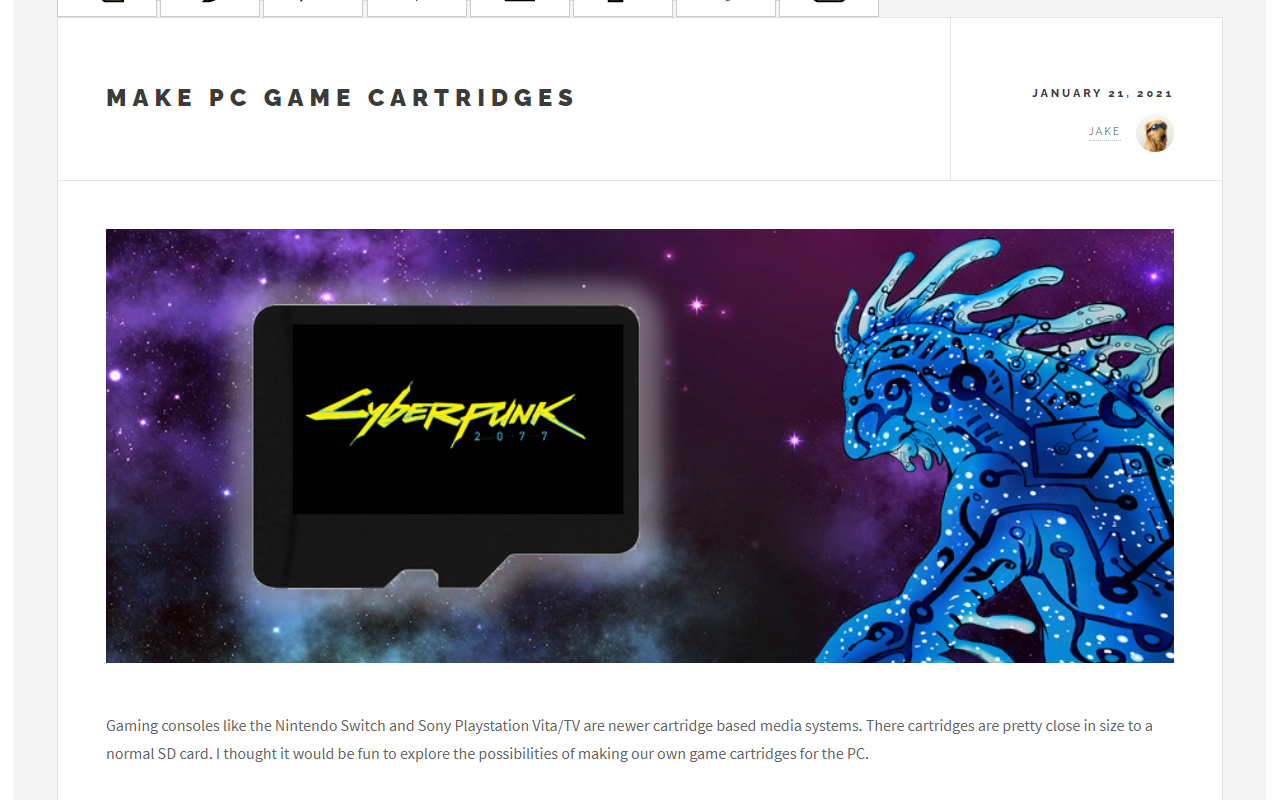 MAKE PC GAME CARTRIDGES
JANUARY 21, 2021
JAKE
CYBERPUNK
2077
Gaming consoles like the Nintendo Switch and Sony Playstation Vita/TV are newer cartridge based media systems. There cartridges are pretty close in size to a
normal SD card. I thought it would be fun to explore the possibilities of making our own game cartridges for the PC.